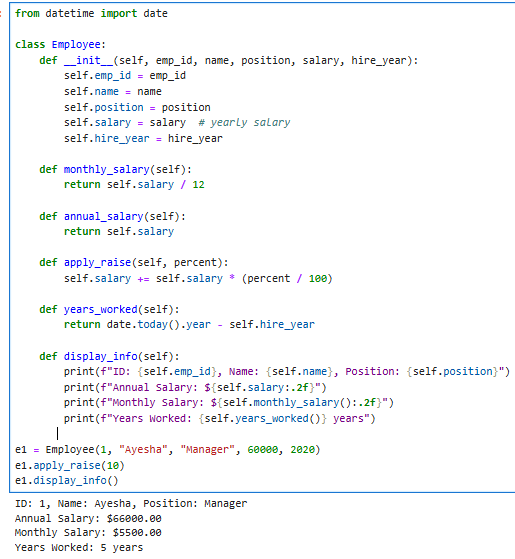 from datetime import date

class Employee:
    def __init__(self, emp_id, name, position, salary, hire_year):
        self.emp_id = emp_id
        self.name = name
        self.position = position
        self.salary = salary  # yearly salary
        self.hire_year = hire_year

    def monthly_salary(self):
        return self.salary / 12

    def annual_salary(self):
        return self.salary

    def apply_raise(self, percent):
        self.salary += self.salary * (percent / 100)

    def years_worked(self):
        return date.today().year - self.hire_year

    def display_info(self):
        print(f"ID: {self.emp_id}, Name: {self.name}, Position: {self.position}")
        print(f"Annual Salary: ${self.salary:.2f}")
        print(f"Monthly Salary: ${self.monthly_salary():.2f}")
        print(f"Years Worked: {self.years_worked()} years")

e1 = Employee(1, "Ayesha", "Manager", 60000, 2020)
e1.apply_raise(10)
e1.display_info()
ID: 1, Name: Ayesha, Position: Manager
Annual Salary: $66000.00
Monthly Salary: $5500.00
Years Worked: 5 years